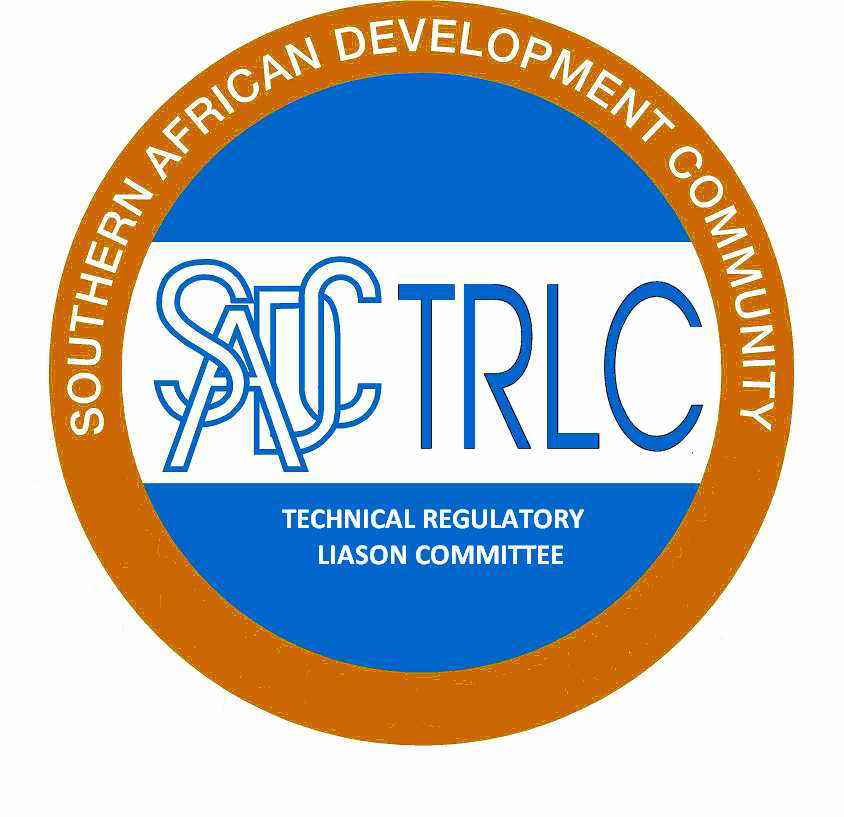 SOUTHERN AFRICAN DEVELOPMENT COMMUNITY
SADC TRLC
TECHNICAL REGULATORY
LIASON COMMITTEE